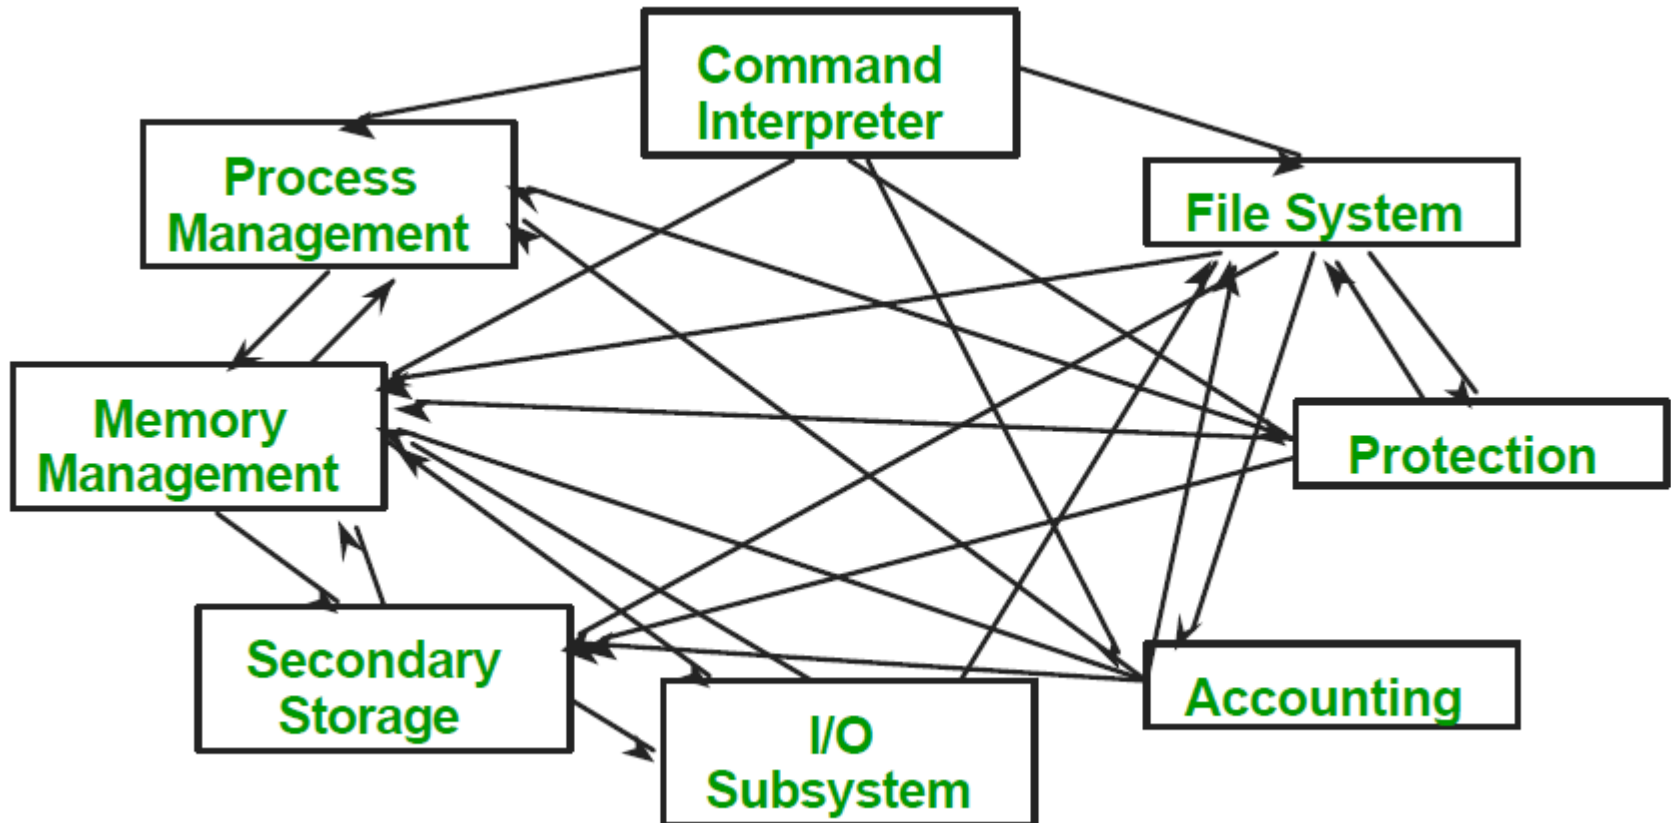 Command
Interpreter
Process
Management
File System
Memory
Management
Protection
Secondary
Storage
I/O
Subsystem
Accounting